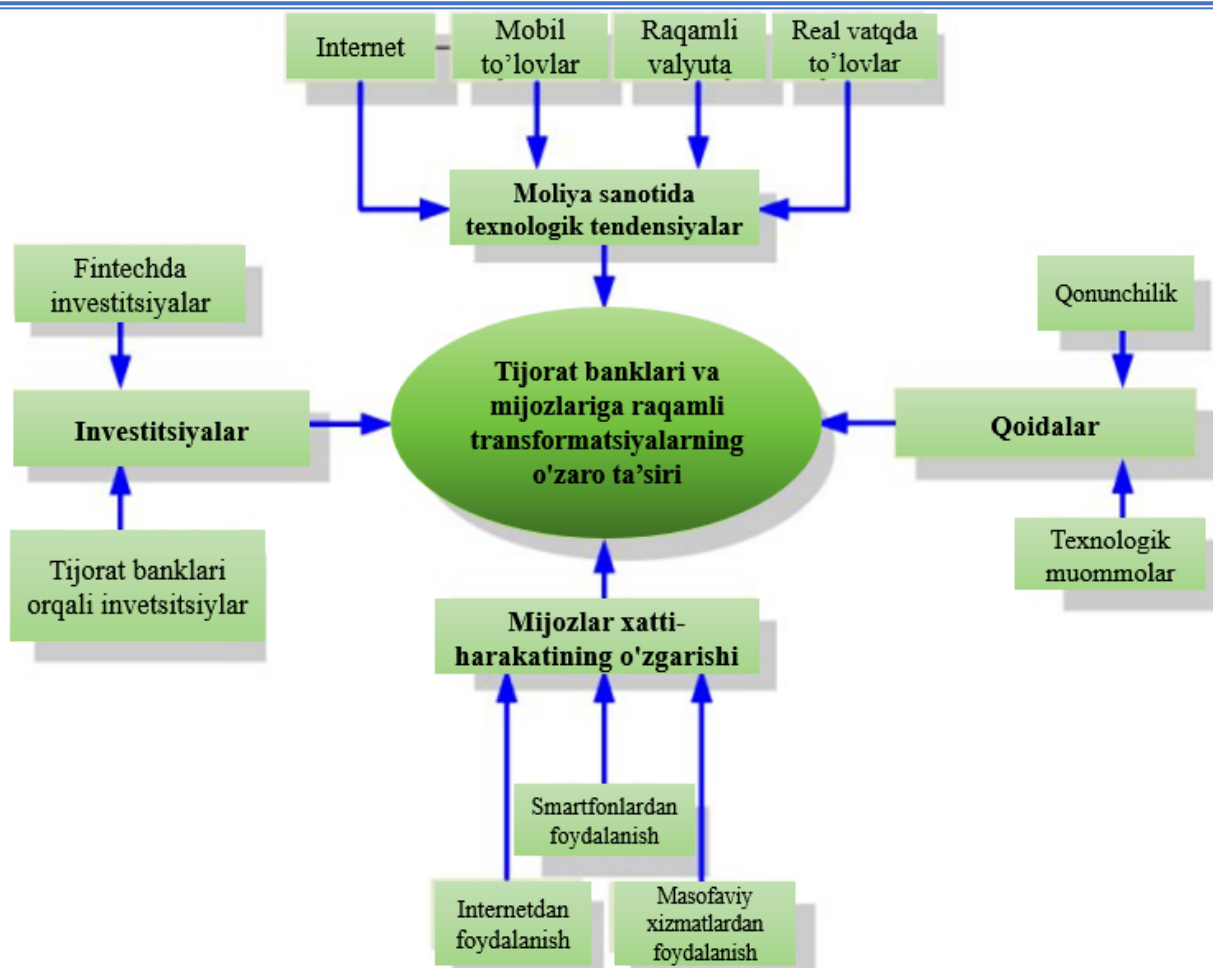 Internet
Mobil
to’lovlar
Raqamli
valyuta
Real vatqda
to’lovlar
Moliya sanotida
texnologik tendensiyalar
Fintechda
investitsiyalar
Qonunchilik
Tijorat banklari va
mijozlariga raqamli
transformatsiyalarning
o'zaro ta’siri
Investitsiyalar
Qoidalar
Tijorat banklari
orqali invetsitsiylar
Texnologik
muommolar
Mijozlar xatti-
harakatining o'zgarishi
Smartfonlardan
foydalanish
Internetdan
foydalanish
Masofaviy
xizmatlardan
foydalanish